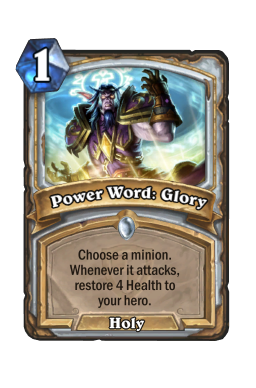 1
Power Word: Glory
Choose a minion.
Whenever it attacks,
restore 4 Health to
your hero.
Holy